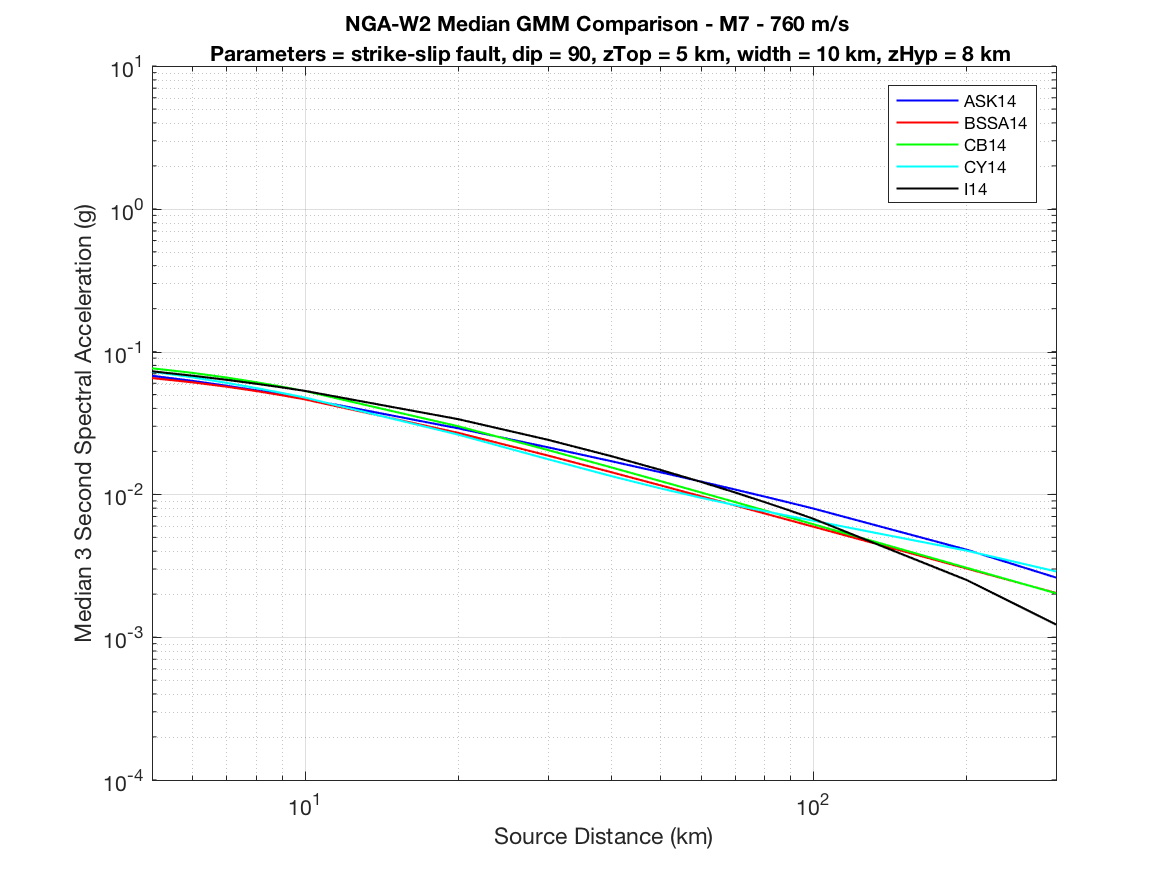 NGA-W2 Median GMM Comparison - M7 - 760 m/s
Parameters = strike-slip fault, dip = 90, zTop = 5 km, width = 10 km, zHyp = 8 km
ASK14
BSSA14
CB14
CY14
I14
Median 3 Second Spectral Acceleration (g)
10^1
10^0
10^-1
10^-2
10^-3
10^-4
10^1
10^2
Source Distance (km)